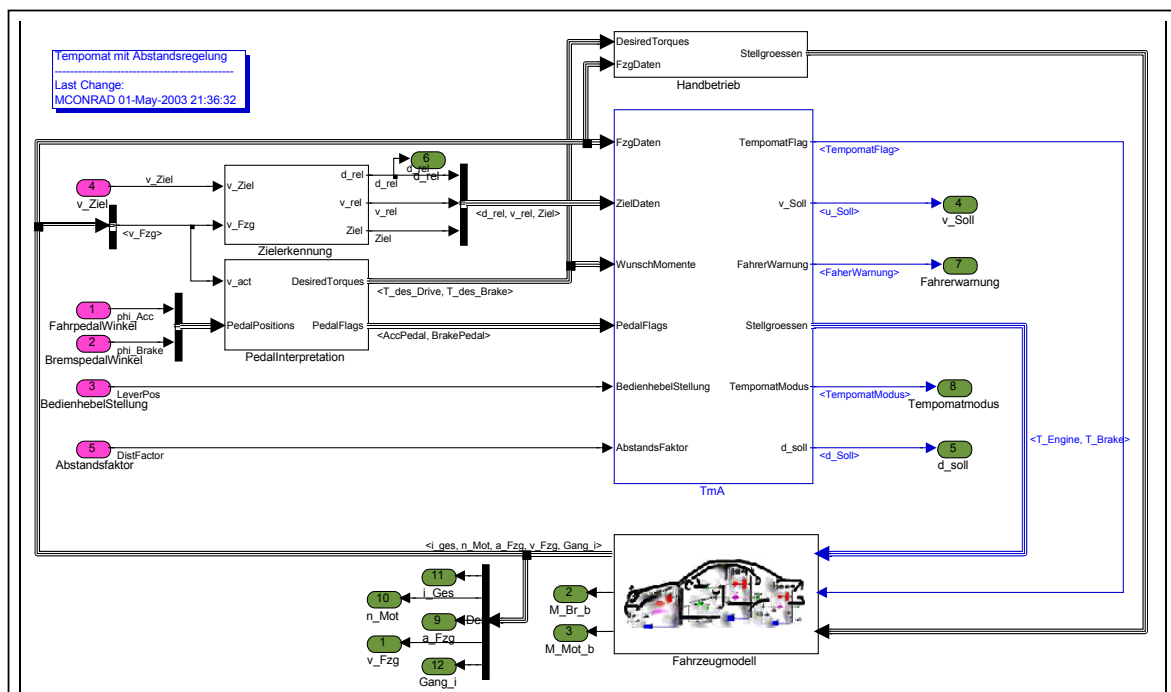 Tempomat mit Abstandsregelung
------------------------------------------------
Last Change:
MCONRAD 01-May-2003 21:36:32
DesiredTorques
FzgDaten
Stellgroessen
Handbetrieb
FzgDaten
ZielDaten
WunschMomente
PedalFlags
BedienhebelStellung
AbstandsFaktor
TempomatFlag
v_Soll
FahrerWarnung
Stellgroessen
TempomatModus
d_soll
TmA
<TempomatFlag>
<u_Soll>
<FaherWarnung>
<TempomatModus>
<d_Soll>
<T_Engine, T_Brake>
4
v_Soll
7
Fahrerwarnung
8
Tempomatmodus
5
d_soll
4
v_Ziel
v_Ziel
<v_Fzg>
v_Ziel
v_Fzg
d_rel
v_rel
Ziel
Zielerkennung
d_rel
v_rel
Ziel
6
d_rel
d_rel
<d_rel, v_rel, Ziel>
v_act
PedalPositions
DesiredTorques
PedalFlags
PedalInterpretation
<T_des_Drive, T_des_Brake>
<AccPedal, BrakePedal>
1
FahrpedalWinkel
phi_Acc
2
BremspedalWinkel
phi_Brake
3
BedienhebelStellung
LeverPos
5
Abstandsfaktor
DistFactor
<i_ges, n_Mot, a_Fzg, v_Fzg, Gang_i>
11
i_Ges
10
n_Mot
9
a_Fzg
De
1
v_Fzg
12
Gang_i
2
M_Br_b
3
M_Mot_b
Fahrzeugmodell